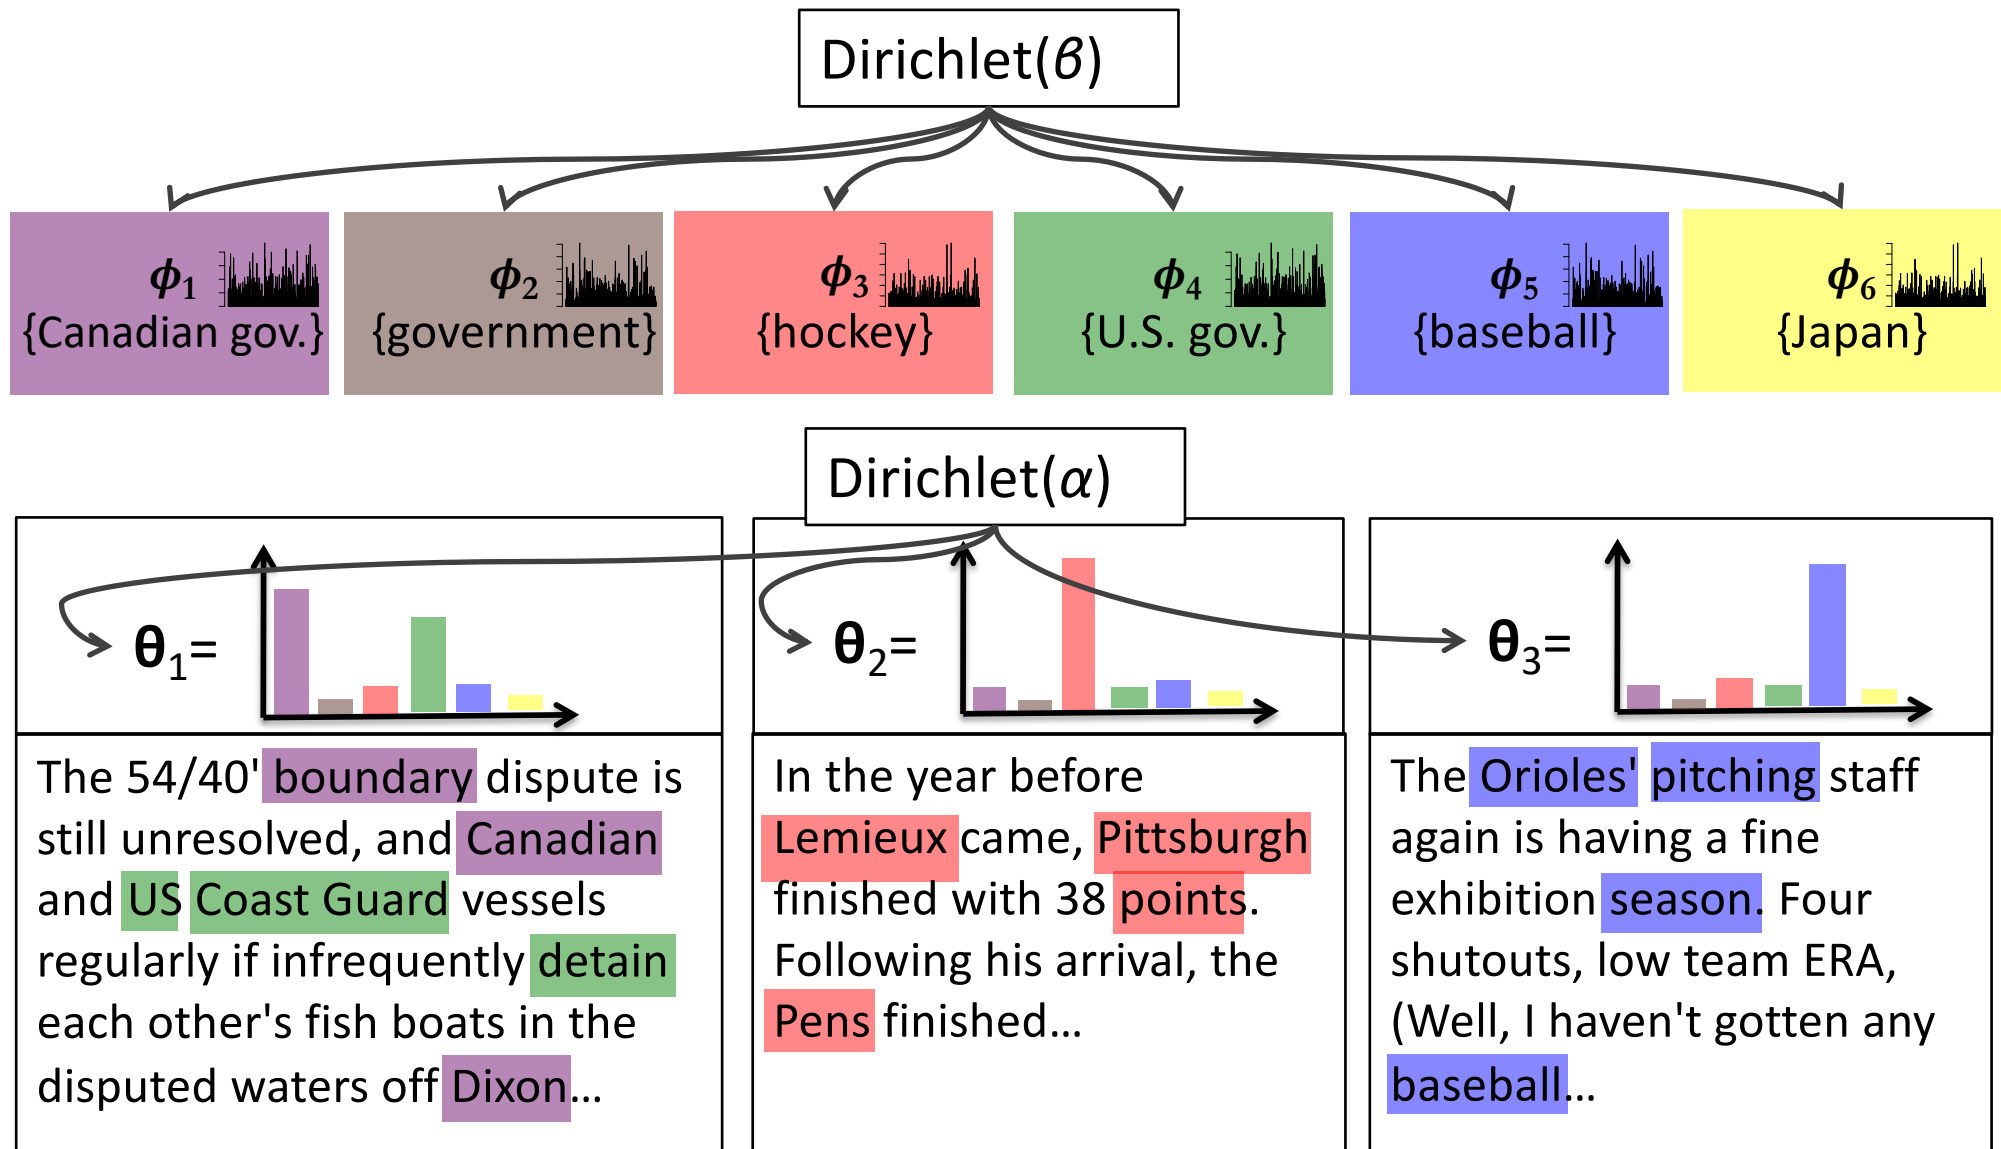 Dirichlet(β)
ϕ1 ϕ2 ϕ3 ϕ4 ϕ5 ϕ6
{Canadian gov.} {government} {hockey} {U.S. gov.} {baseball} {Japan}
Dirichlet(α)
θ1=
The 54/40' boundary dispute is
still unresolved, and Canadian
and US Coast Guard vessels
regularly if infrequently detain
each other's fish boats in the
disputed waters off Dixon…
θ2=
In the year before
Lemieux came, Pittsburgh
finished with 38 points.
Following his arrival, the
Pens finished…
θ3=
The Orioles' pitching staff
again is having a fine
exhibition season. Four
shutouts, low team ERA,
(Well, I haven't gotten any
baseball…